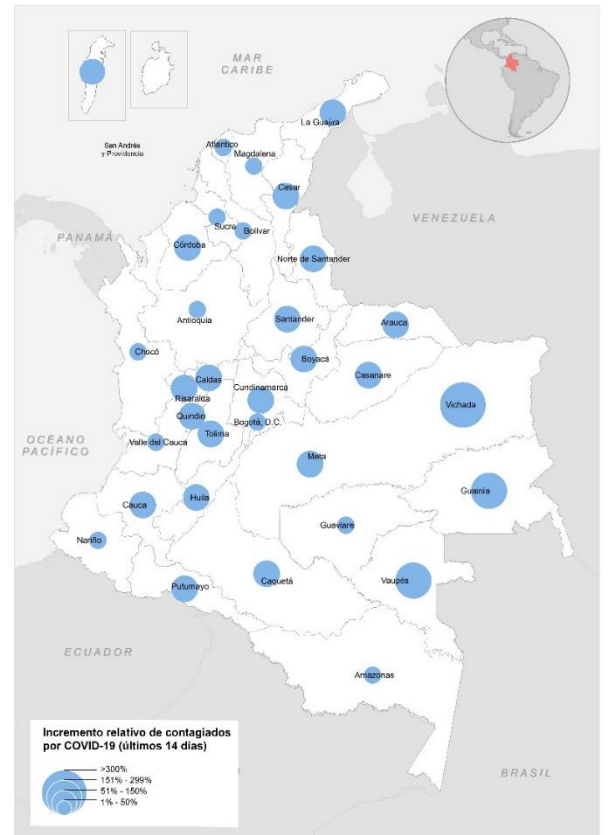 MAR
CARIBE
La Guajira
San Andrés
y Providencia
Atlántico
Magdalena
Cesar
VENEZUELA
PANAMÁ
Sucre
Bolívar
Córdoba
Norte de Santander
Antioquia
Santander
Arauca
Chocó
Boyacá
Caldas
Cundinamarca
Casanare
Risaralda
Vichada
Quindío
Bogotá, D.C.
Tolima
OCÉANO
PACÍFICO
Valle del Cauca
Meta
Guainía
Cauca
Huila
Guaviare
Nariño
Caquetá
Vaupés
Putumayo
ECUADOR
Amazonas
Incremento relativo de contagiados
por COVID-19 (últimos 14 días)
>300%
151% - 299%
51% - 150%
1% - 50%
BRASIL